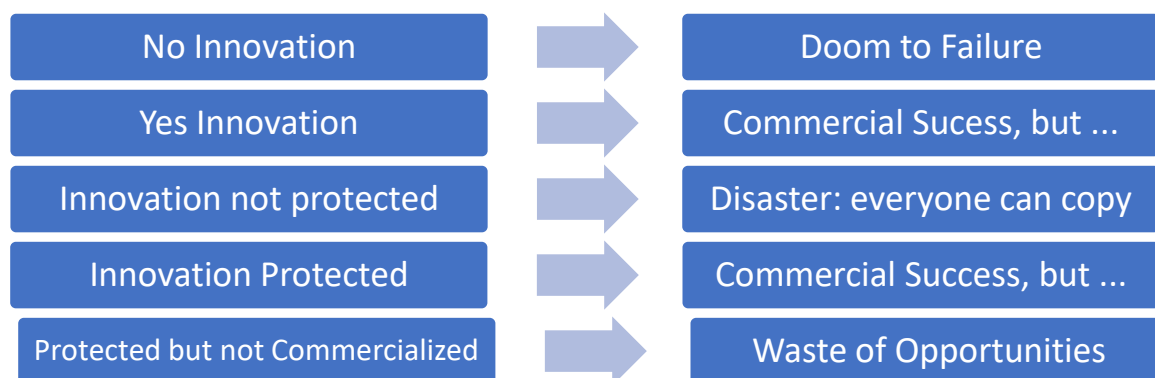 No Innovation
Doom to Failure
Yes Innovation
Commercial Sucess, but ...
Innovation not protected
Disaster: everyone can copy
Innovation Protected
Commercial Success, but ...
Protected but not Commercialized
Waste of Opportunities